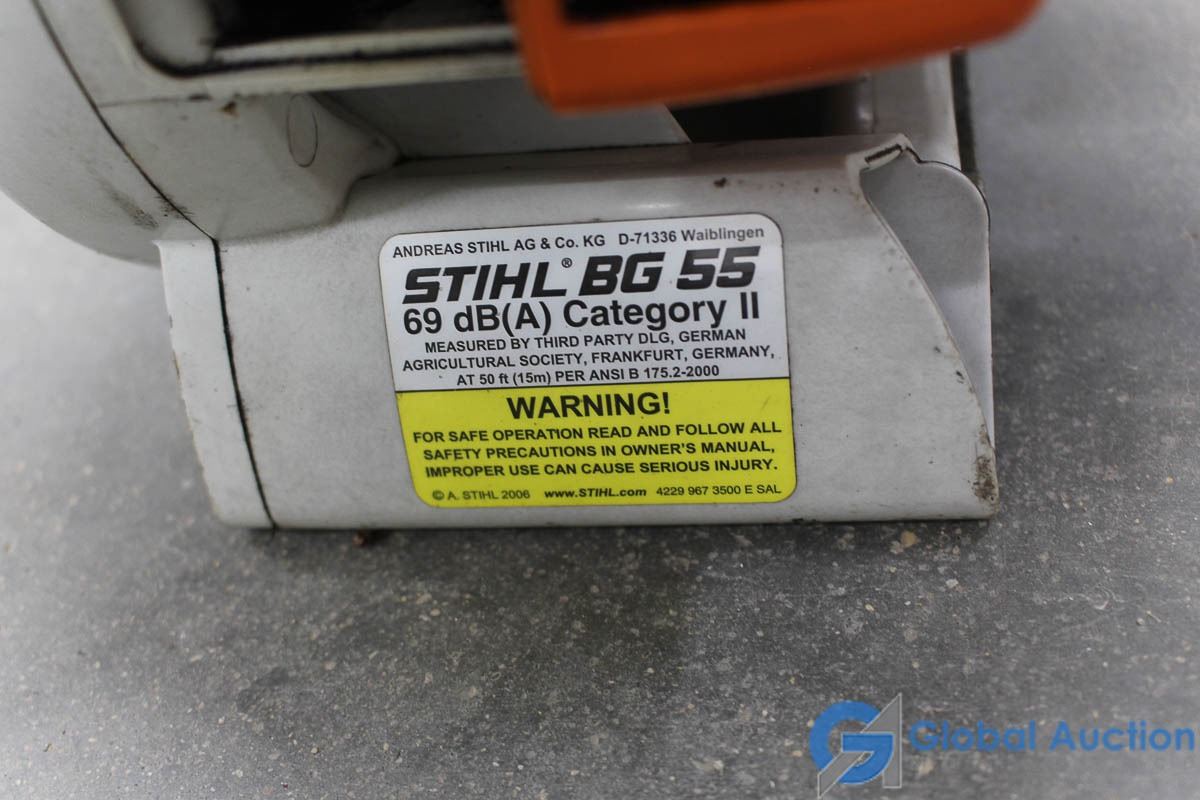 ANDREAS STIHL AG & Co. KG D-71336 Waiblingen
STIHL® BG 55
69 dB(A) Category II
MEASURED BY THIRD PARTY DLG, GERMAN
AGRICULTURAL SOCIETY, FRANKFURT, GERMANY,
AT 50 ft (15m) PER ANSI B 175.2-2000
WARNING!
FOR SAFE OPERATION READ AND FOLLOW ALL
SAFETY PRECAUTIONS IN OWNER'S MANUAL,
IMPROPER USE CAN CAUSE SERIOUS INJURY.
© A. STIHL 2006 www.STIHL.com 4229 967 3500 E SAL
Global Auction